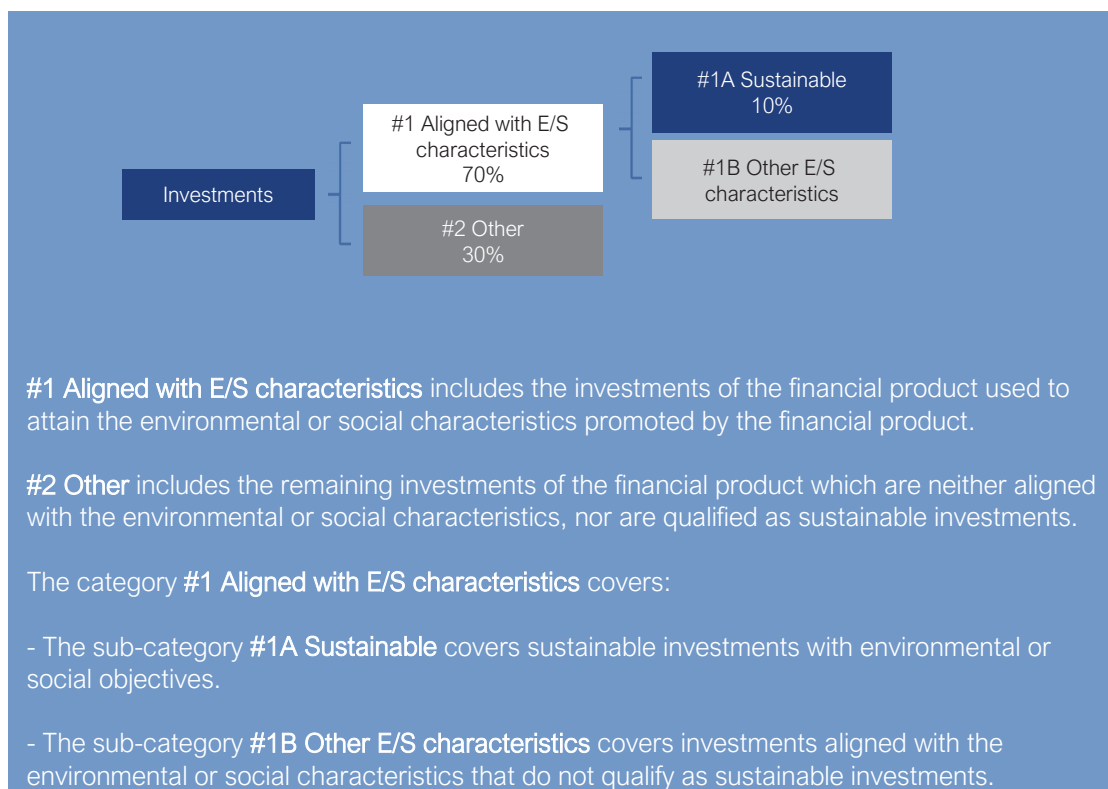 Investments
#1 Aligned with E/S
characteristics
70%
#2 Other
30%
#1A Sustainable
10%
#1B Other E/S
characteristics
#1 Aligned with E/S characteristics includes the investments of the financial product used to
attain the environmental or social characteristics promoted by the financial product.
#2 Other includes the remaining investments of the financial product which are neither aligned
with the environmental or social characteristics, nor are qualified as sustainable investments.
The category #1 Aligned with E/S characteristics covers:
- The sub-category #1A Sustainable covers sustainable investments with environmental or
social objectives.
- The sub-category #1B Other E/S characteristics covers investments aligned with the
environmental or social characteristics that do not qualify as sustainable investments.